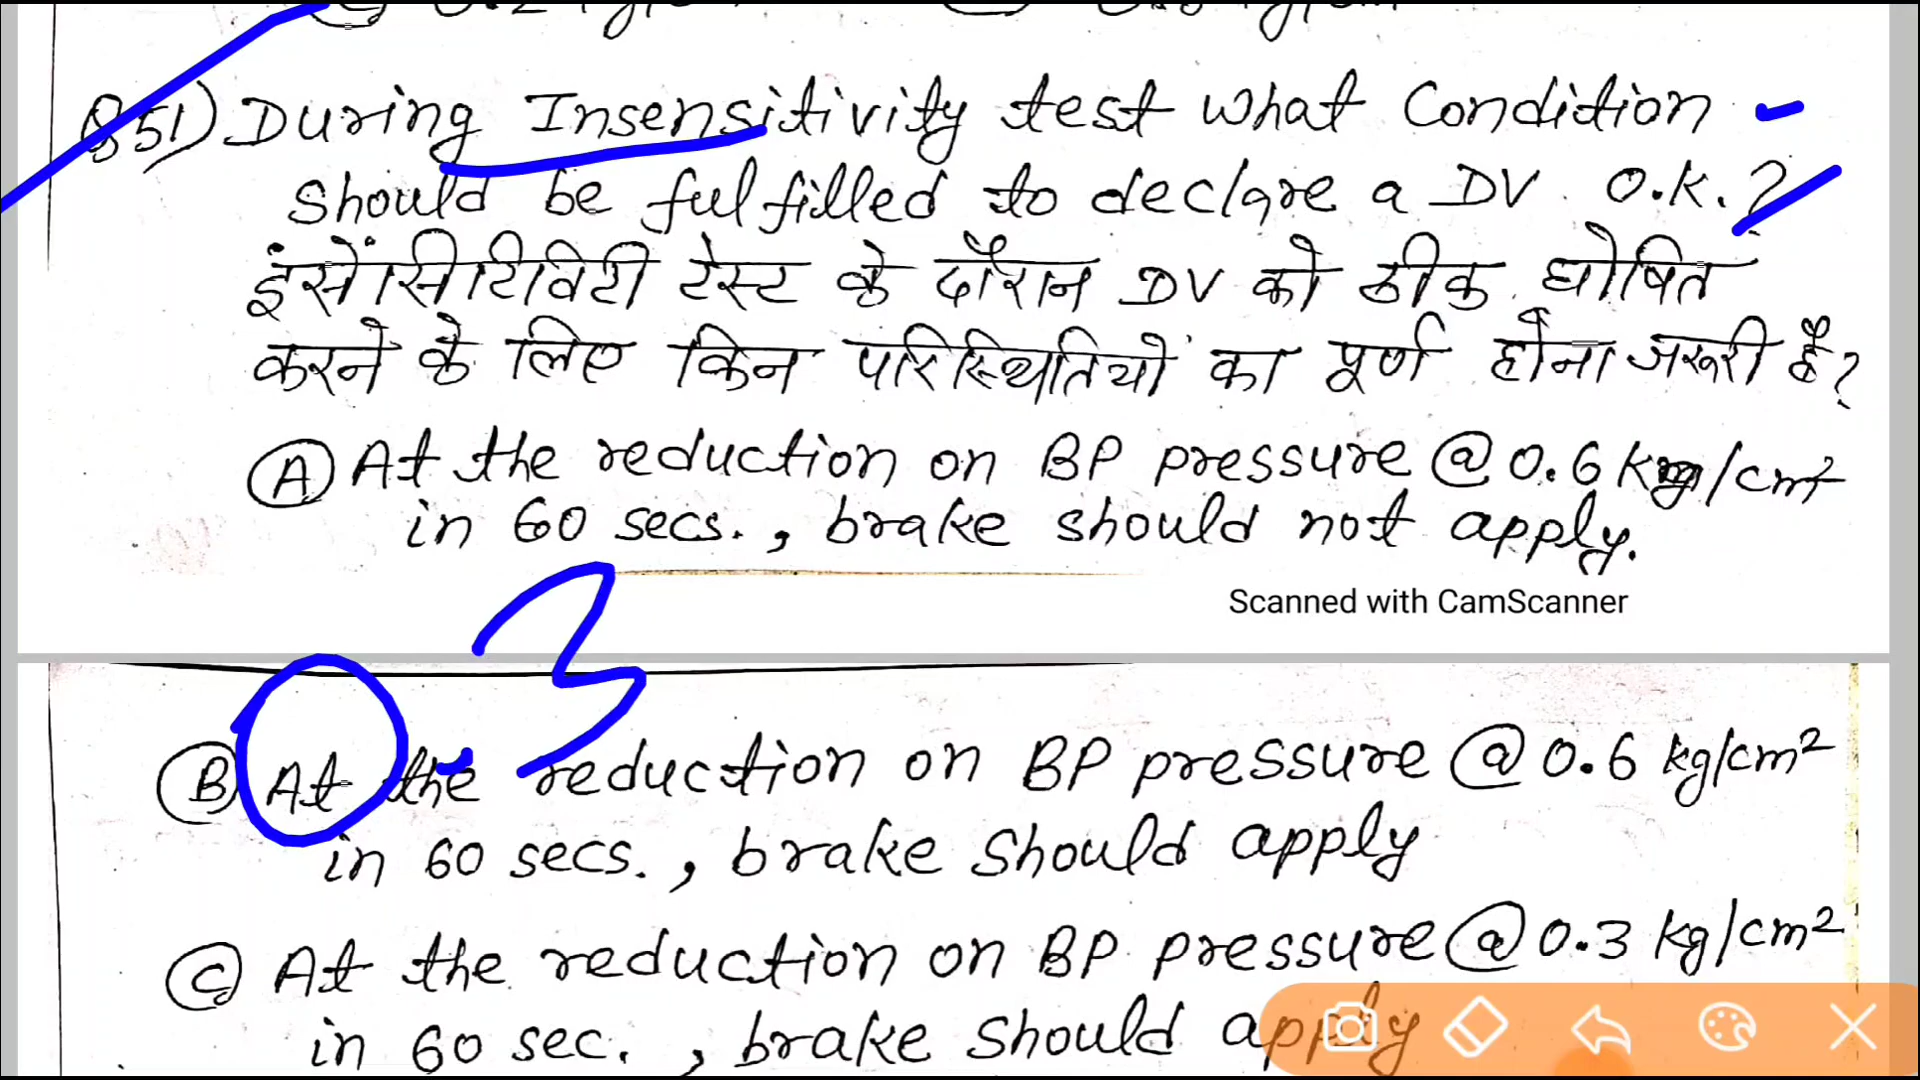 Q51) During Insensitivity test what Condition
should be fulfilled to declare a DV. O.K.?
इंसेंसीटिविटी टेस्ट के दौरान DV को ठीक घोषित
करने के लिए किन परिस्थितियों का पूर्ण होना जरूरी है?
(A) At the reduction on BP pressure @ 0.6 kg/cm²
in 60 secs., brake should not apply.
Scanned with CamScanner
3
(B) At the reduction on BP pressure @ 0.6 kg/cm²
in 60 secs., brake should apply
(C) At the reduction on BP pressure @ 0.3 kg/cm²
in 60 sec. , brake should apply